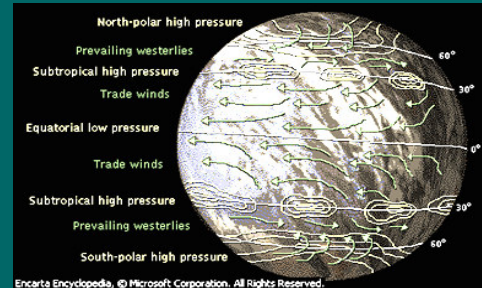 North-polar high pressure
Prevailing westerlies
60°
Subtropical high pressure
30°
Trade winds
Equatorial low pressure
0°
Trade winds
Subtropical high pressure
30°
Prevailing westerlies
60°
South-polar high pressure
Encarta Encyclopedia, © Microsoft Corporation. All Rights Reserved.